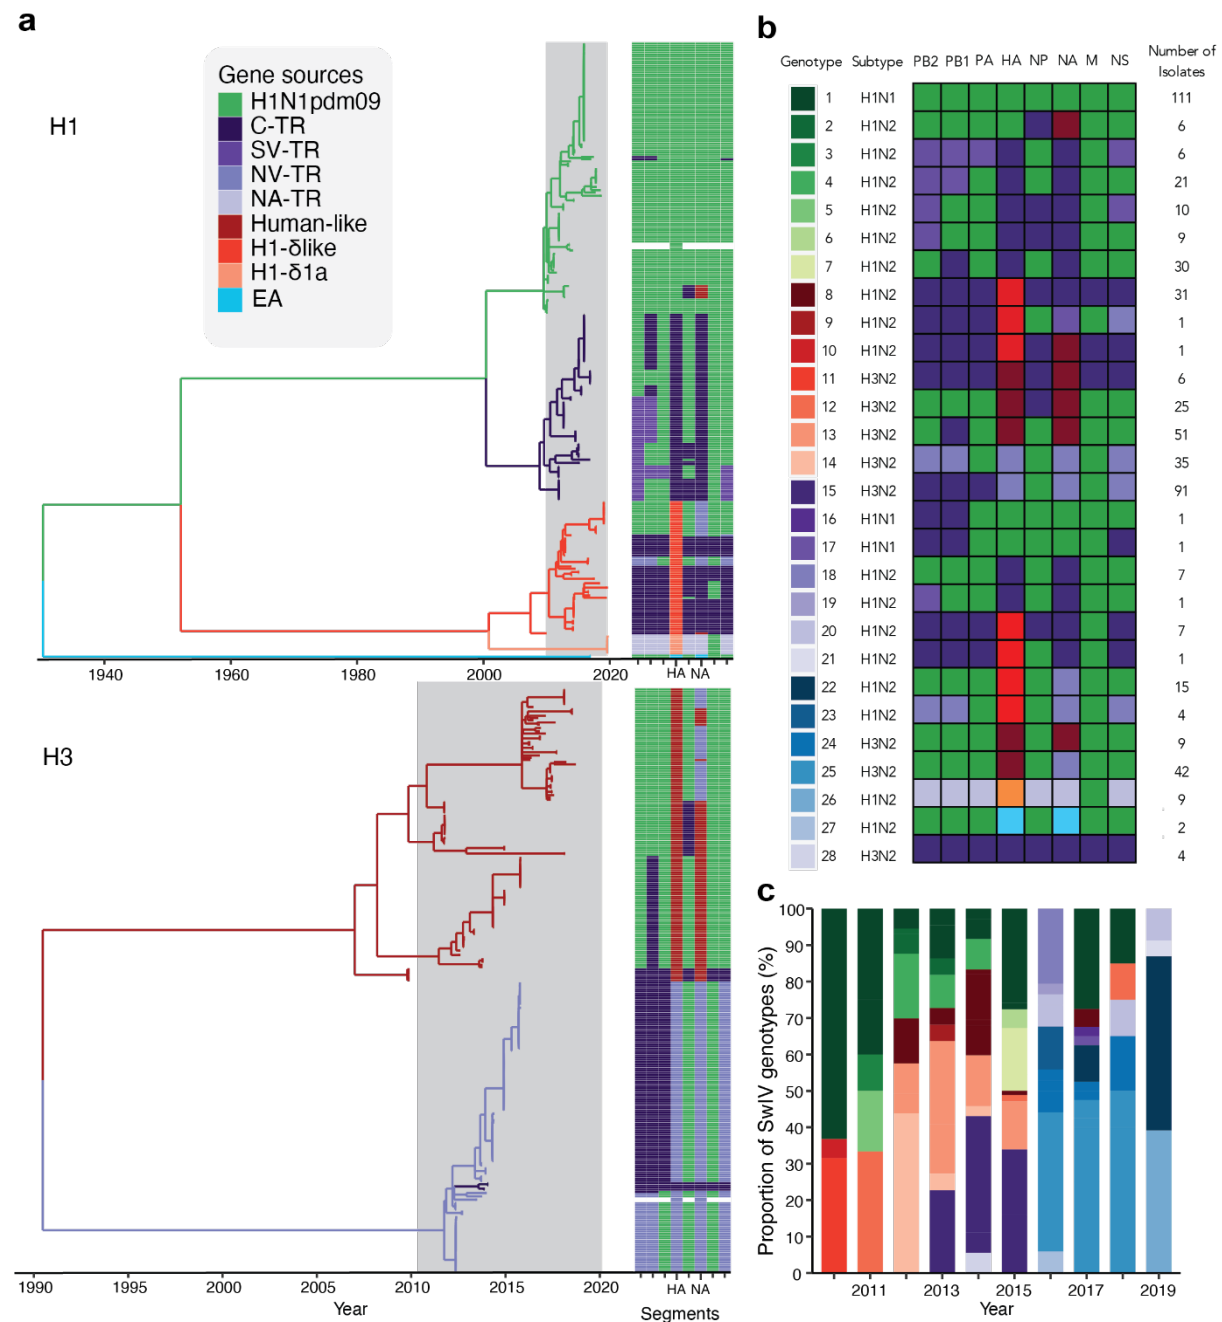 a
H1
Gene sources
H1N1pdm09
C-TR
SV-TR
NV-TR
NA-TR
Human-like
H1-δlike
H1-δ1a
EA
1940 1960 1980 2000 2020
HA NA
H3
1990 1995 2000 2005 2010 2015 2020
Year
HA NA
Segments
b
Genotype Subtype PB2 PB1 PA HA NP NA M NS Number of Isolates
1 H1N1 111
2 H1N2 6
3 H1N2 6
4 H1N2 21
5 H1N2 10
6 H1N2 9
7 H1N2 30
8 H1N2 31
9 H1N2 1
10 H1N2 1
11 H3N2 6
12 H3N2 25
13 H3N2 51
14 H3N2 35
15 H3N2 91
16 H1N1 1
17 H1N1 1
18 H1N2 7
19 H1N2 1
20 H1N2 7
21 H1N2 1
22 H1N2 15
23 H1N2 4
24 H3N2 9
25 H3N2 42
26 H1N2 9
27 H1N2 2
28 H3N2 4
c
Proportion of SwIV genotypes (%)
100
90
80
70
60
50
40
30
20
10
0
2011 2013 2015 2017 2019
Year